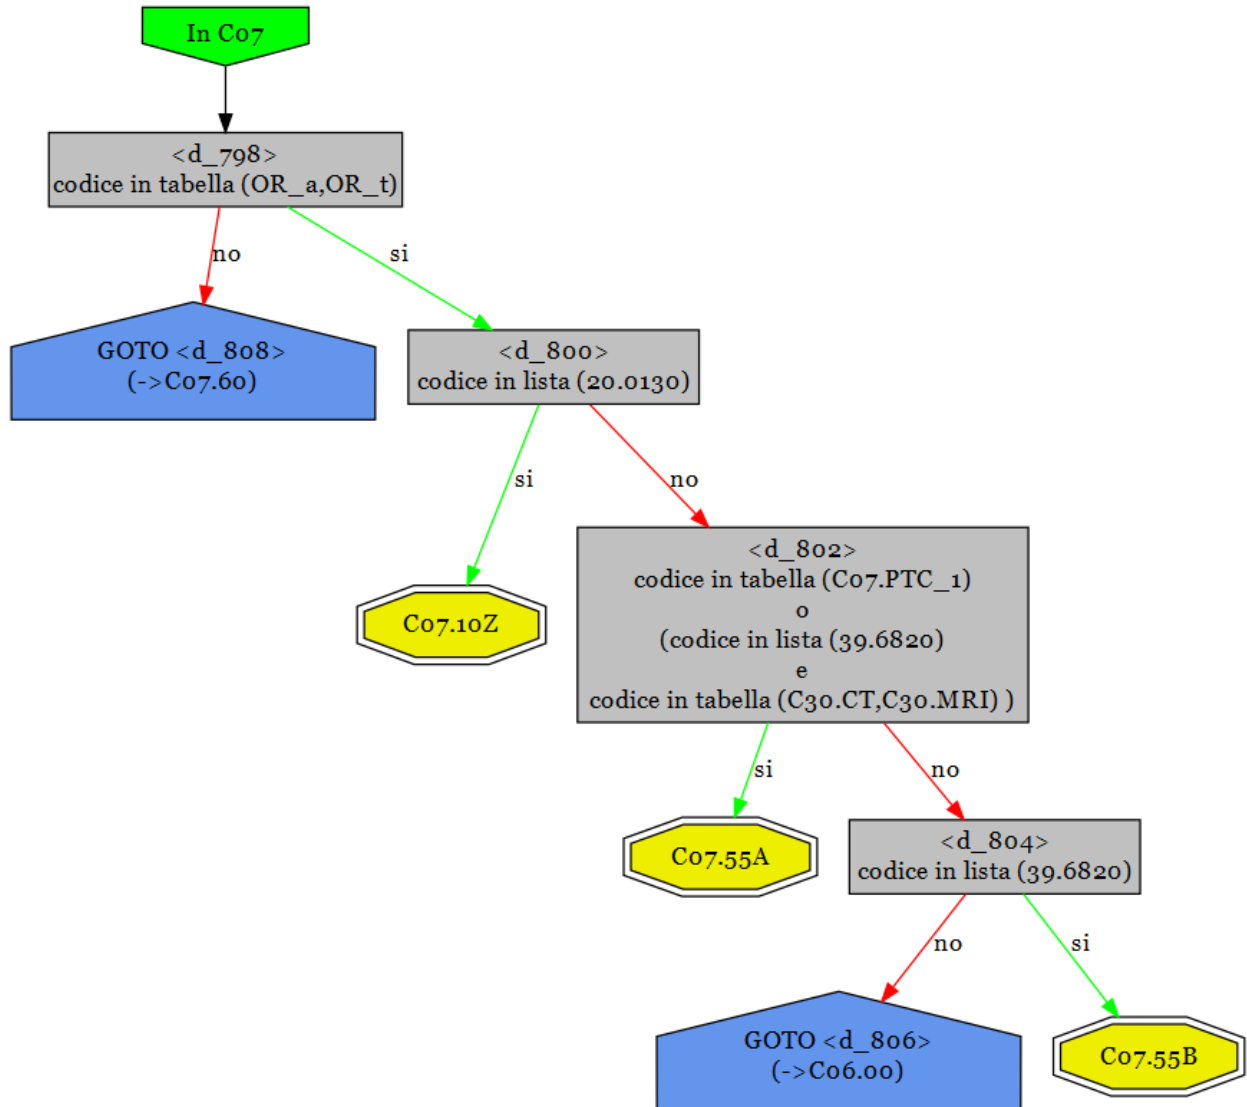 In C07
<d_798>
codice in tabella (OR_a,OR_t)
no
si
GOTO <d_808>
(->C07.60)
<d_800>
codice in lista (20.0130)
si
no
C07.10Z
<d_802>
codice in tabella (C07.PTC_1)
o
(codice in lista (39.6820)
e
codice in tabella (C30.CT,C30.MRI) )
si
no
C07.55A
<d_804>
codice in lista (39.6820)
no
si
GOTO <d_806>
(->C06.00)
C07.55B